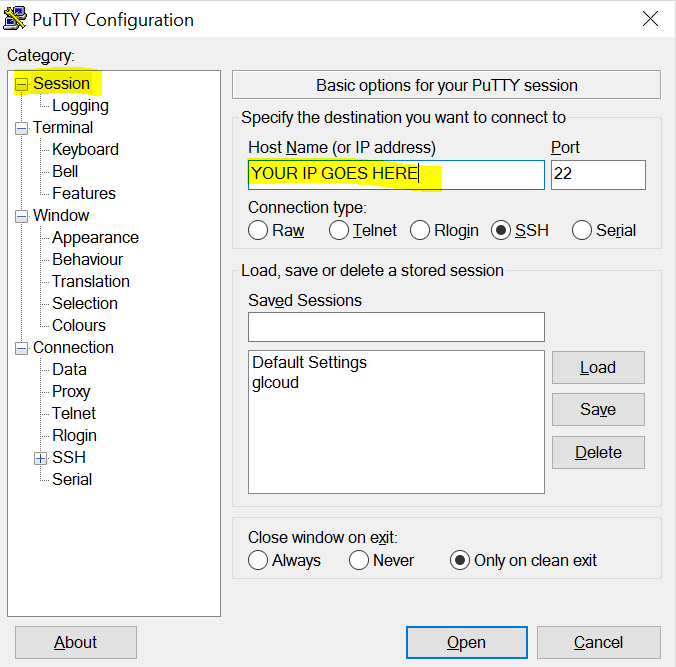 PuTTY Configuration
Category:
Session
Logging
Terminal
Keyboard
Bell
Features
Window
Appearance
Behaviour
Translation
Selection
Colours
Connection
Data
Proxy
Telnet
Rlogin
SSH
Serial
Basic options for your PuTTY session
Specify the destination you want to connect to
Host Name (or IP address) Port
YOUR IP GOES HERE 22
Connection type:
Raw Telnet Rlogin SSH Serial
Load, save or delete a stored session
Saved Sessions
Default Settings
glcoud
Load
Save
Delete
Close window on exit:
Always Never Only on clean exit
About Open Cancel